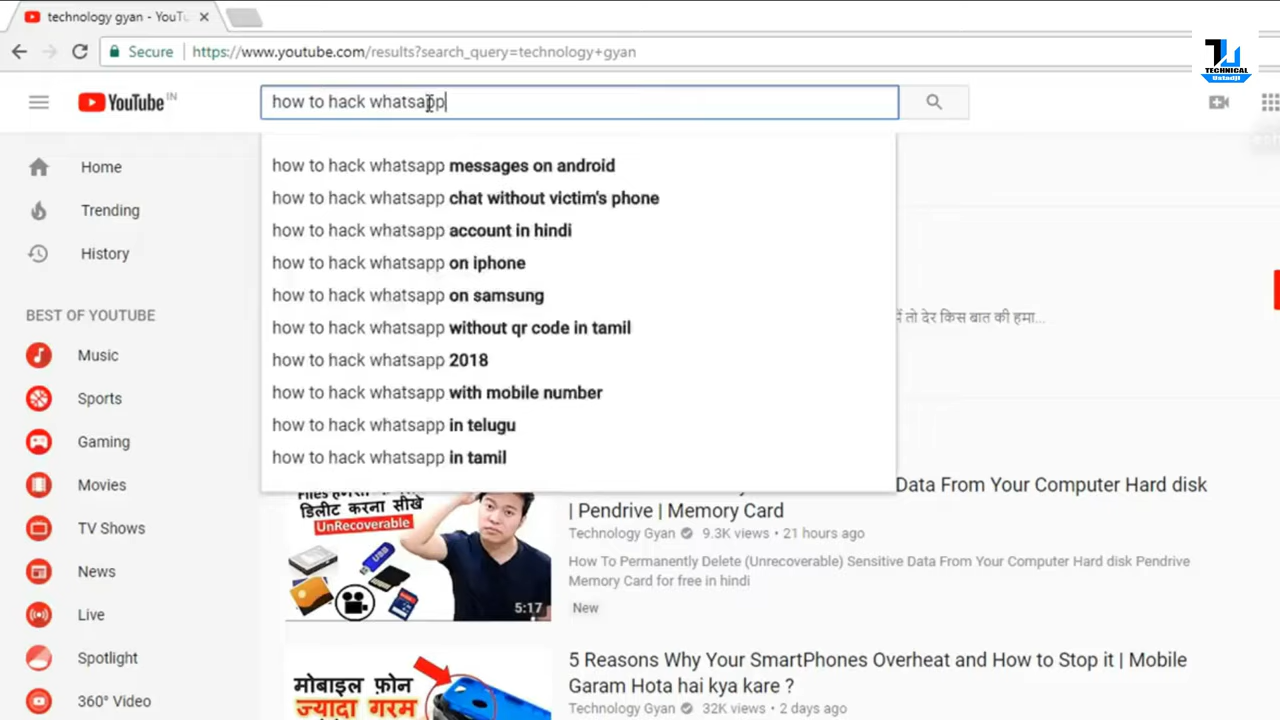 technology gyan - YouTu
Secure
https://www.youtube.com/results?search_query=technology+gyan
TECHNICAL
Ustadji
YouTube IN
how to hack whatsapp
how to hack whatsapp messages on android
how to hack whatsapp chat without victim's phone
how to hack whatsapp account in hindi
how to hack whatsapp on iphone
how to hack whatsapp on samsung
how to hack whatsapp without qr code in tamil
how to hack whatsapp 2018
how to hack whatsapp with mobile number
how to hack whatsapp in telugu
how to hack whatsapp in tamil
Home
Trending
History
BEST OF YOUTUBE
Music
Sports
Gaming
Movies
TV Shows
News
Live
Spotlight
360° Video
में तो देर किस बात की हमा...
डिलीट करना सीखे
UnRecoverable
USB
5:17
Data From Your Computer Hard disk
| Pendrive | Memory Card
Technology Gyan 9.3K views • 21 hours ago
How To Permanently Delete (Unrecoverable) Sensitive Data From Your Computer Hard disk Pendrive
Memory Card for free in hindi
New
मोबाइल फ़ोन
ज्यादा गरम
5 Reasons Why Your SmartPhones Overheat and How to Stop it | Mobile
Garam Hota hai kya kare ?
Technology Gyan 32K views • 2 days ago